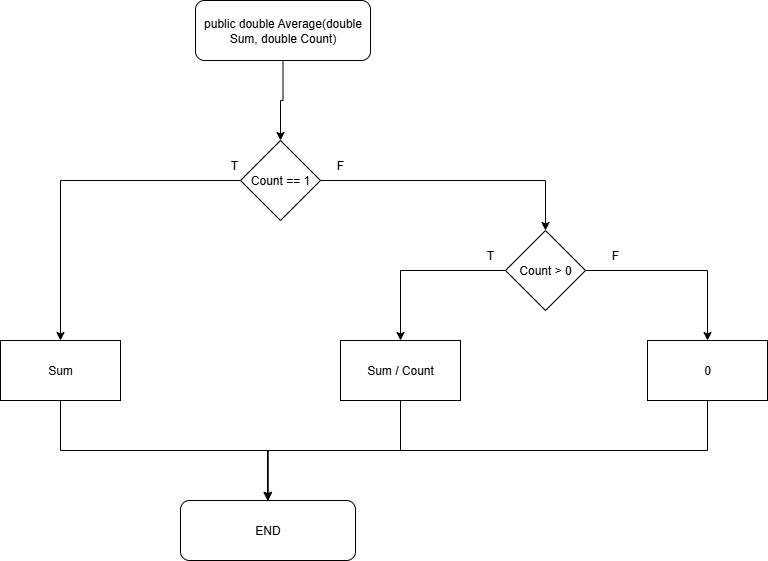 public double Average(double
Sum, double Count)
T
F
Count == 1
T
F
Count > 0
Sum
Sum / Count
0
END